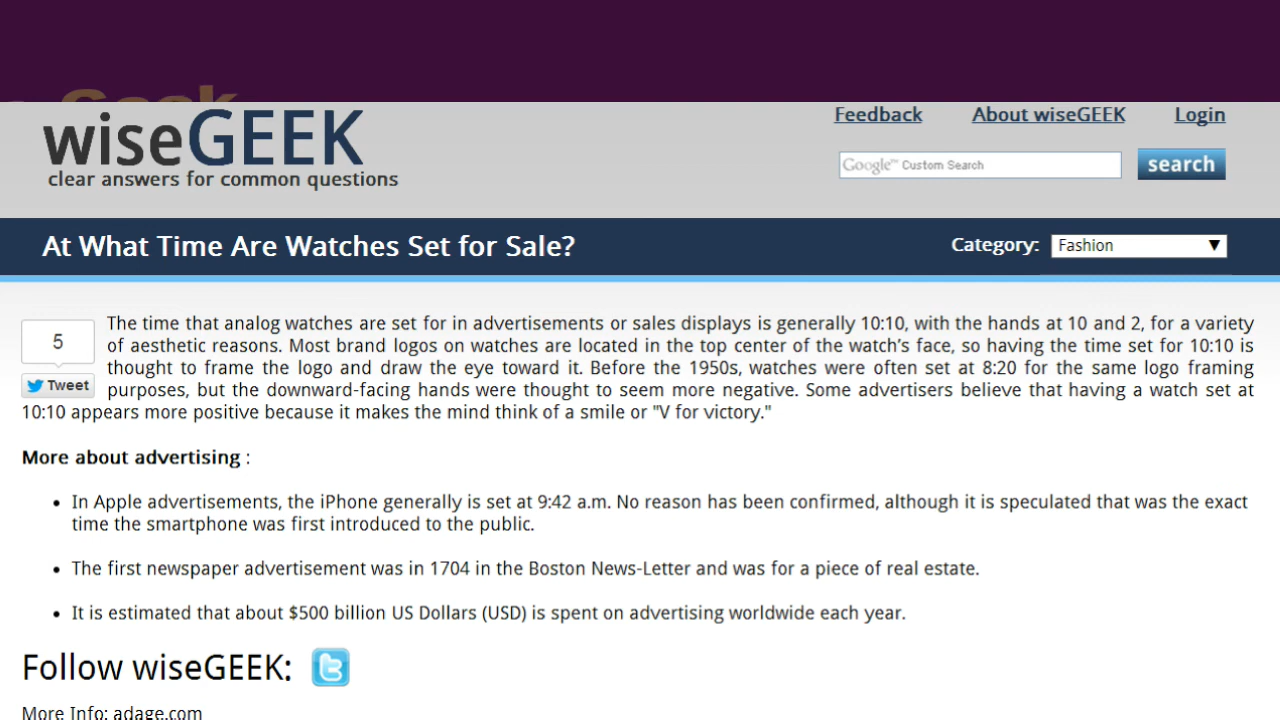 Feedback About wiseGEEK Login
wiseGEEK
clear answers for common questions
Google™ Custom Search search
At What Time Are Watches Set for Sale?
Category: Fashion
5
Tweet
The time that analog watches are set for in advertisements or sales displays is generally 10:10, with the hands at 10 and 2, for a variety
of aesthetic reasons. Most brand logos on watches are located in the top center of the watch's face, so having the time set for 10:10 is
thought to frame the logo and draw the eye toward it. Before the 1950s, watches were often set at 8:20 for the same logo framing
purposes, but the downward-facing hands were thought to seem more negative. Some advertisers believe that having a watch set at
10:10 appears more positive because it makes the mind think of a smile or "V for victory."
More about advertising :
• In Apple advertisements, the iPhone generally is set at 9:42 a.m. No reason has been confirmed, although it is speculated that was the exact
time the smartphone was first introduced to the public.
• The first newspaper advertisement was in 1704 in the Boston News-Letter and was for a piece of real estate.
• It is estimated that about $500 billion US Dollars (USD) is spent on advertising worldwide each year.
Follow wiseGEEK:
More Info: adage.com